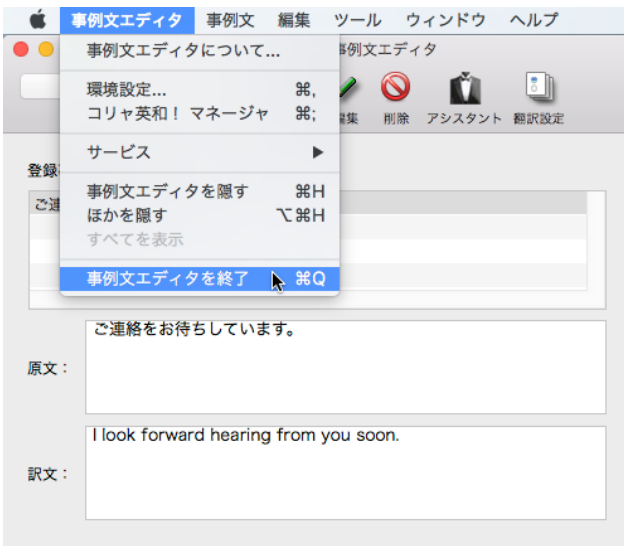 事例文エディタ 事例文 編集 ツール ウィンドウ ヘルプ
事例文エディタ
事例文エディタについて...
環境設定... ⌘,
コリャ英和！ マネージャ ⌘;
サービス ▶
事例文エディタを隠す ⌘H
ほかを隠す ⌥⌘H
すべてを表示
事例文エディタを終了 ⌘Q
編集 削除 アシスタント 翻訳設定
登録
ご連
原文：
ご連絡をお待ちしています。
訳文：
I look forward hearing from you soon.